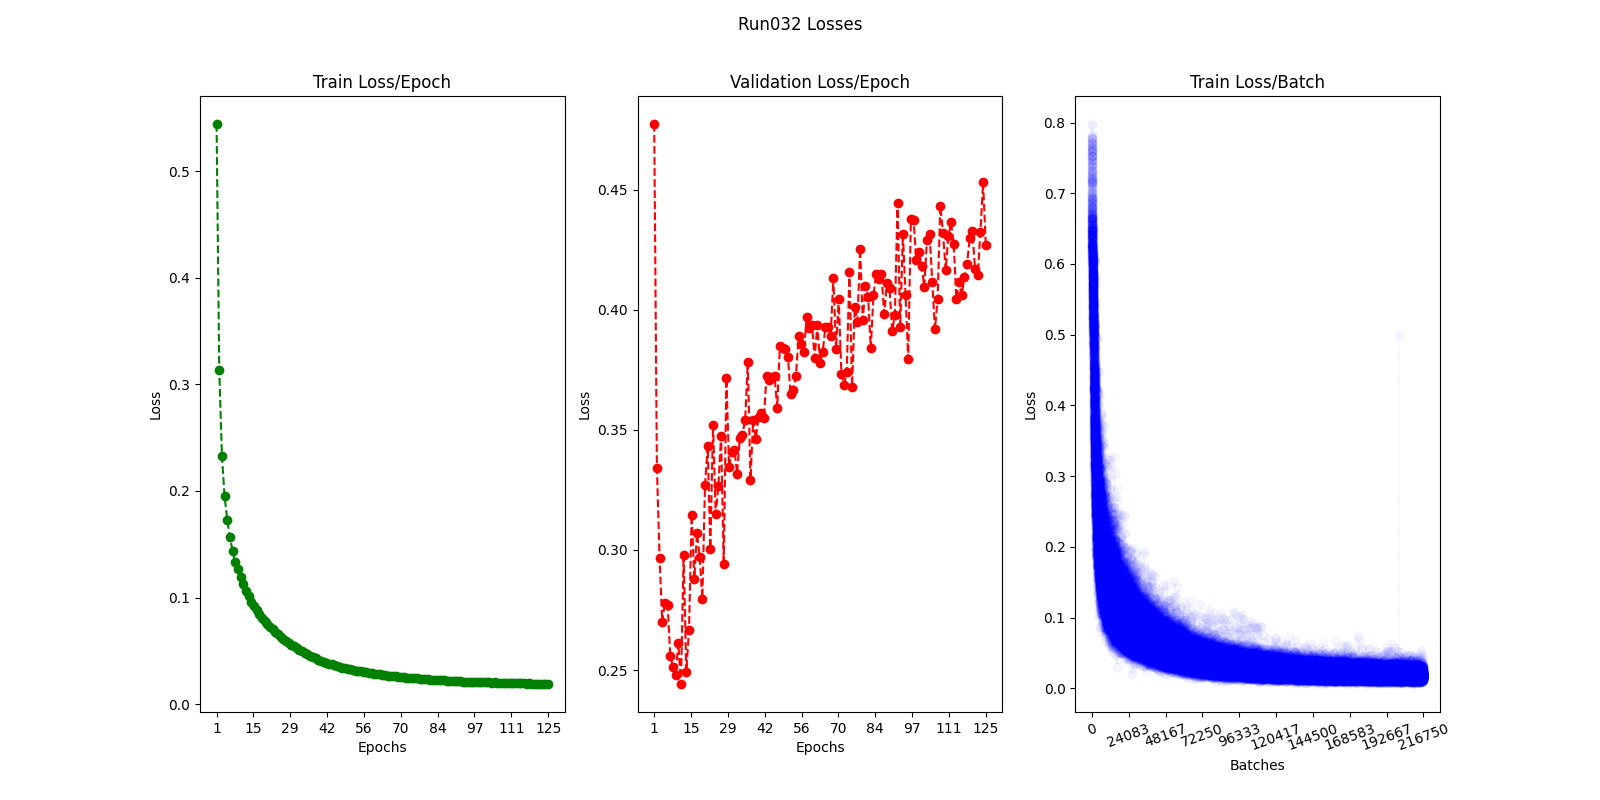 Run032 Losses
Train Loss/Epoch
Loss
0.5
0.4
0.3
0.2
0.1
0.0
1 15 29 42 56 70 84 97 111 125
Epochs
Validation Loss/Epoch
Loss
0.45
0.40
0.35
0.30
0.25
1 15 29 42 56 70 84 97 111 125
Epochs
Train Loss/Batch
Loss
0.8
0.7
0.6
0.5
0.4
0.3
0.2
0.1
0.0
0 24083 48167 72250 96333 120417 144500 168583 192667 216750
Batches